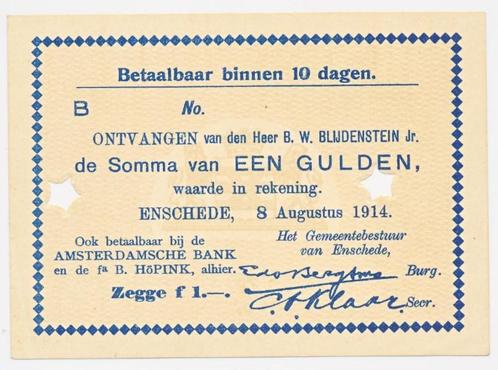 Betaalbaar binnen 10 dagen.
B No.
ONTVANGEN van den Heer B. W. BLIJDENSTEIN Jr.
de Somma van EEN GULDEN,
waarde in rekening.
ENSCHEDE, 8 Augustus 1914.
Ook betaalbaar bij de
AMSTERDAMSCHE BANK
en de fa B. HöPINK, alhier.
Zegge f 1.—.
Het Gemeentebestuur
van Enschede,
Edo Bergsma Burg.
Secr.